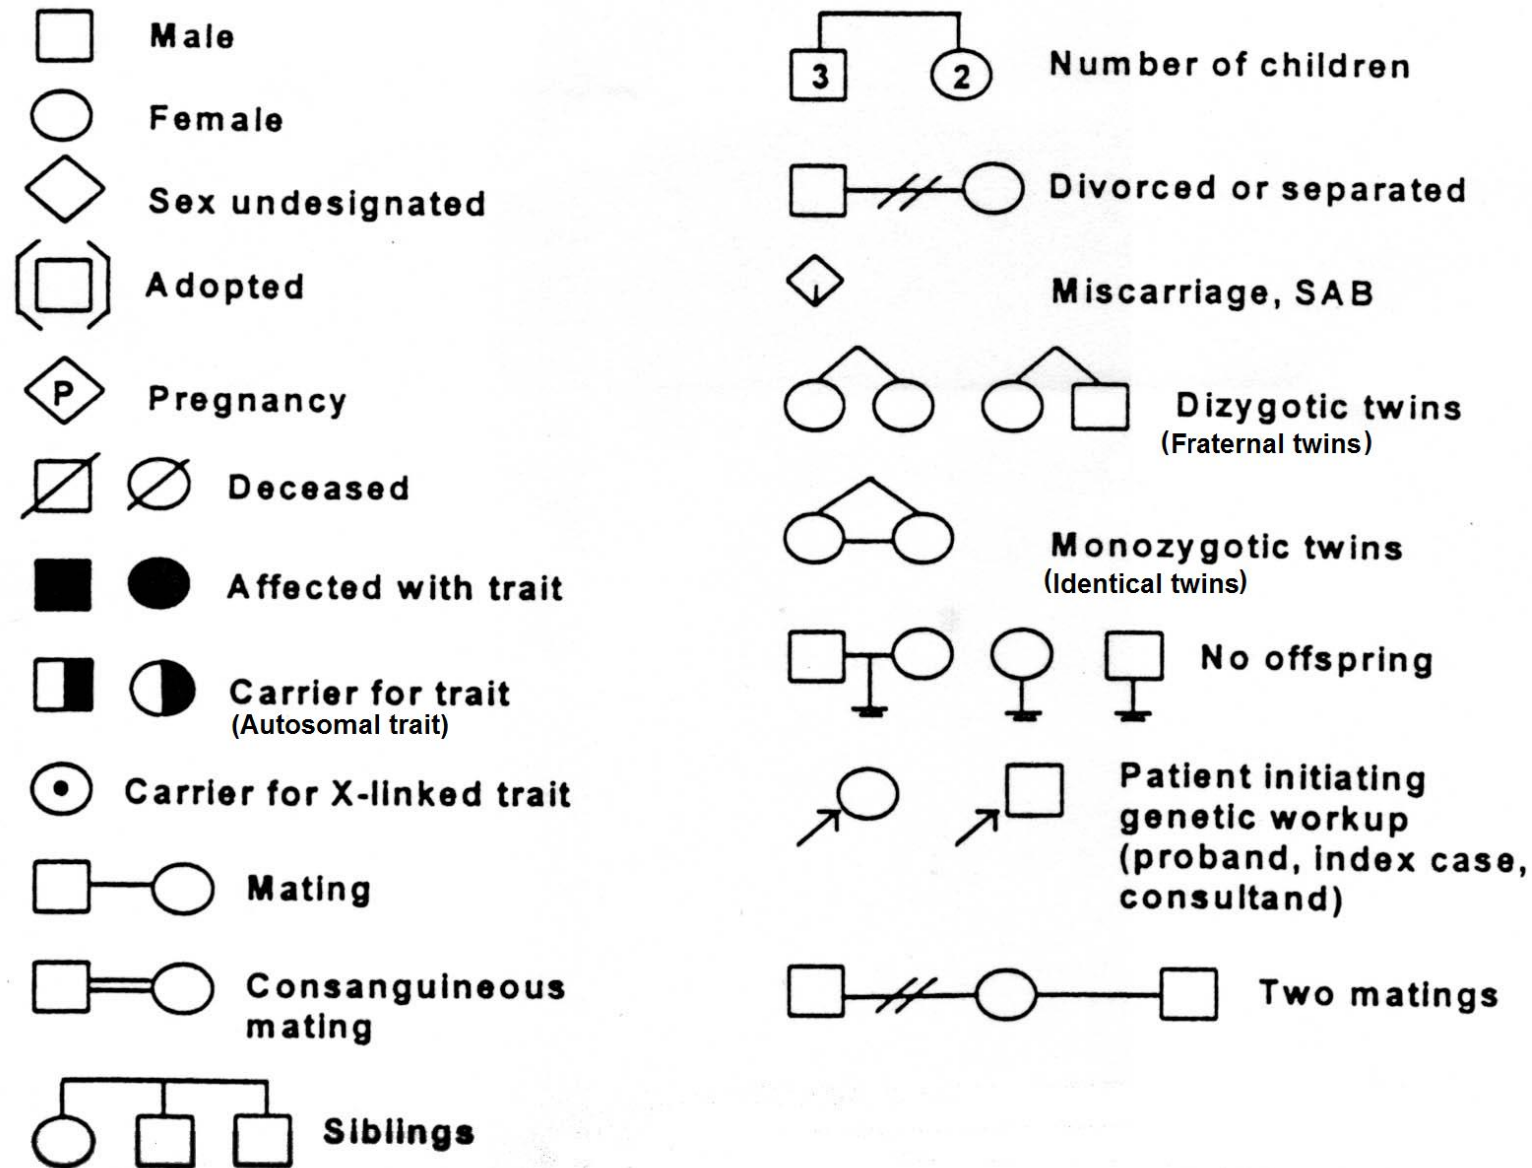 Male
Female
Sex undesignated
Adopted
P
Pregnancy
Deceased
Affected with trait
Carrier for trait
(Autosomal trait)
Carrier for X-linked trait
Mating
Consanguineous
mating
Siblings
3 2
Number of children
Divorced or separated
Miscarriage, SAB
Dizygotic twins
(Fraternal twins)
Monozygotic twins
(Identical twins)
No offspring
Patient initiating
genetic workup
(proband, index case,
consultand)
Two matings